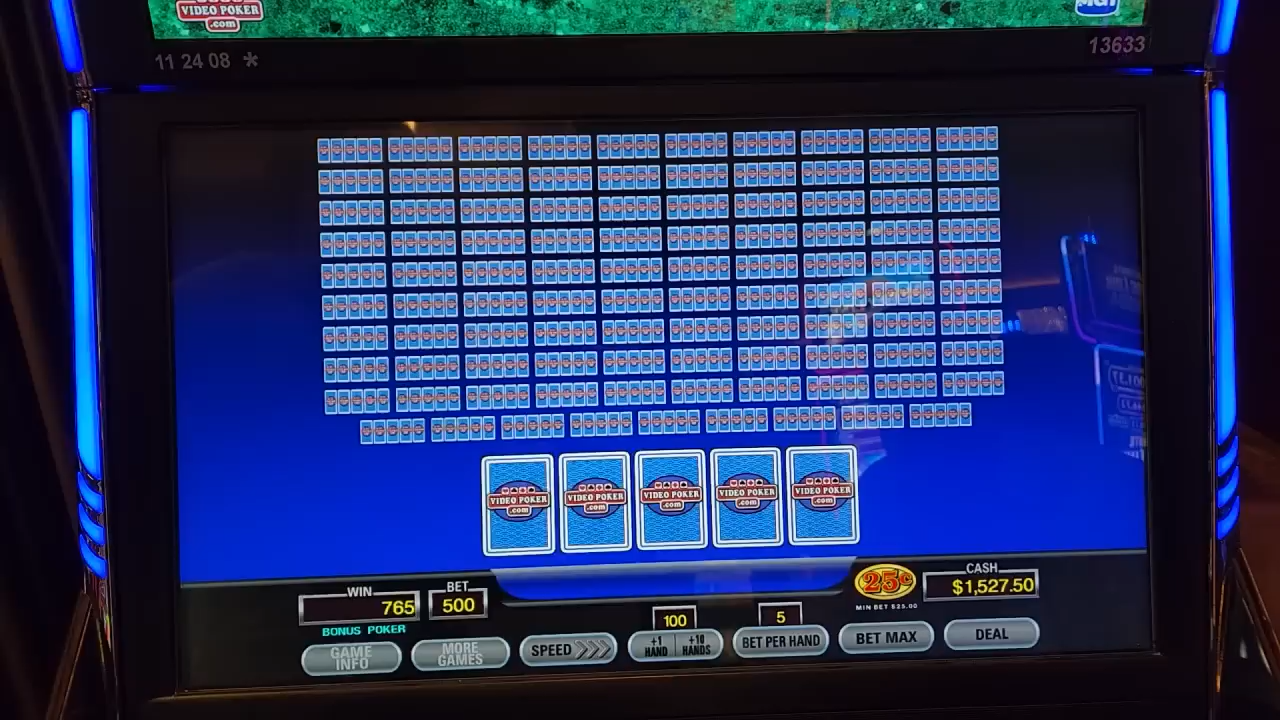 VIDEO POKER
.com
11 24 08 *
13633
VIDEO POKER .com
VIDEO POKER .com
VIDEO POKER .com
VIDEO POKER .com
VIDEO POKER .com
WIN
765
BET
500
BONUS POKER
100
5
25¢
MIN BET $25.00
CASH
$1,527.50
GAME INFO
MORE GAMES
SPEED
+1 HAND
+10 HANDS
BET PER HAND
BET MAX
DEAL